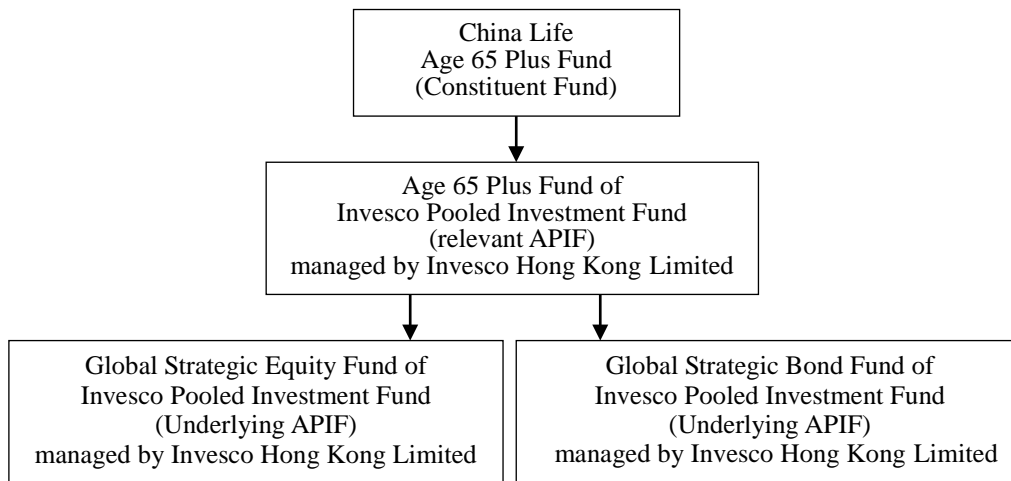 China Life
Age 65 Plus Fund
(Constituent Fund)
Age 65 Plus Fund of
Invesco Pooled Investment Fund
(relevant APIF)
managed by Invesco Hong Kong Limited
Global Strategic Equity Fund of
Invesco Pooled Investment Fund
(Underlying APIF)
managed by Invesco Hong Kong Limited
Global Strategic Bond Fund of
Invesco Pooled Investment Fund
(Underlying APIF)
managed by Invesco Hong Kong Limited